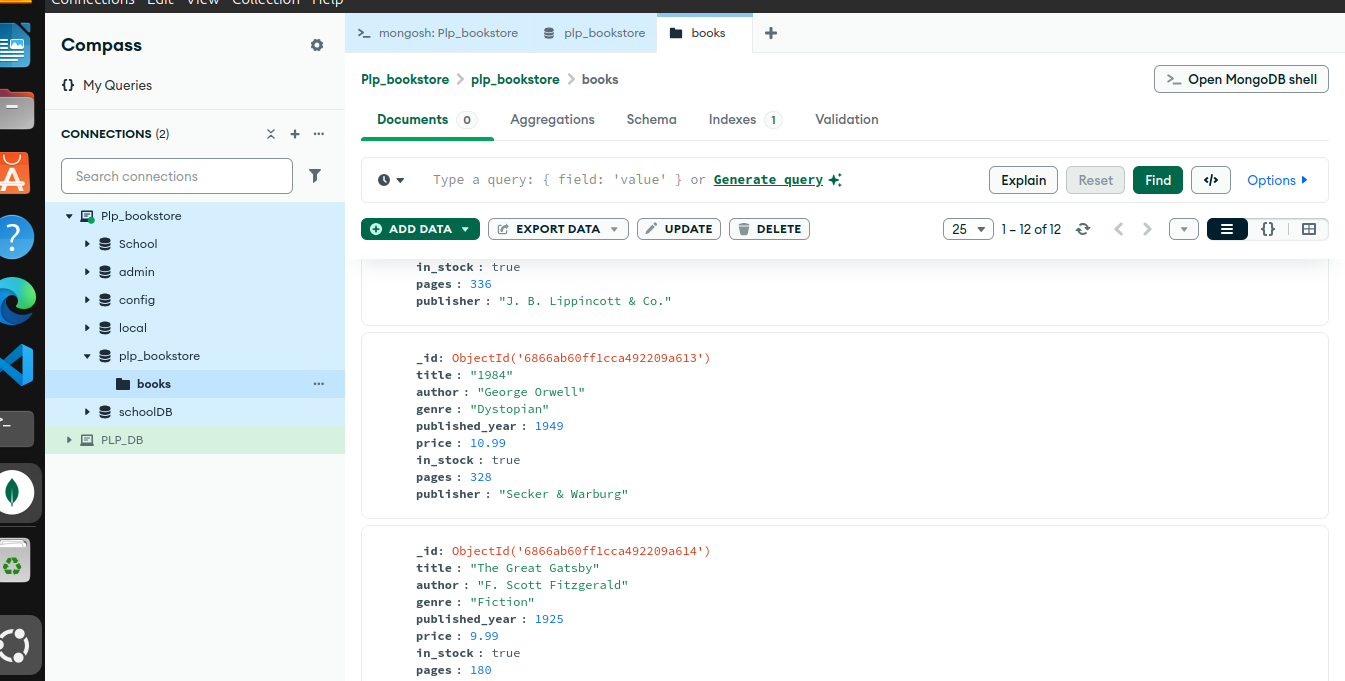 Connections Edit View Collection Help
Compass
My Queries
CONNECTIONS (2)
Search connections
Plp_bookstore
School
admin
config
local
plp_bookstore
books
schoolDB
PLP_DB
mongosh: Plp_bookstore
plp_bookstore
books
Plp_bookstore > plp_bookstore > books
>_ Open MongoDB shell
Documents 0
Aggregations
Schema
Indexes 1
Validation
Type a query: { field: 'value' } or Generate query
Explain
Reset
Find
</>
Options
ADD DATA
EXPORT DATA
UPDATE
DELETE
25
1 – 12 of 12
{}
in_stock : true
pages : 336
publisher : "J. B. Lippincott & Co."
_id: ObjectId('6866ab60ff1cca492209a613')
title : "1984"
author : "George Orwell"
genre : "Dystopian"
published_year : 1949
price : 10.99
in_stock : true
pages : 328
publisher : "Secker & Warburg"
_id: ObjectId('6866ab60ff1cca492209a614')
title : "The Great Gatsby"
author : "F. Scott Fitzgerald"
genre : "Fiction"
published_year : 1925
price : 9.99
in_stock : true
pages : 180